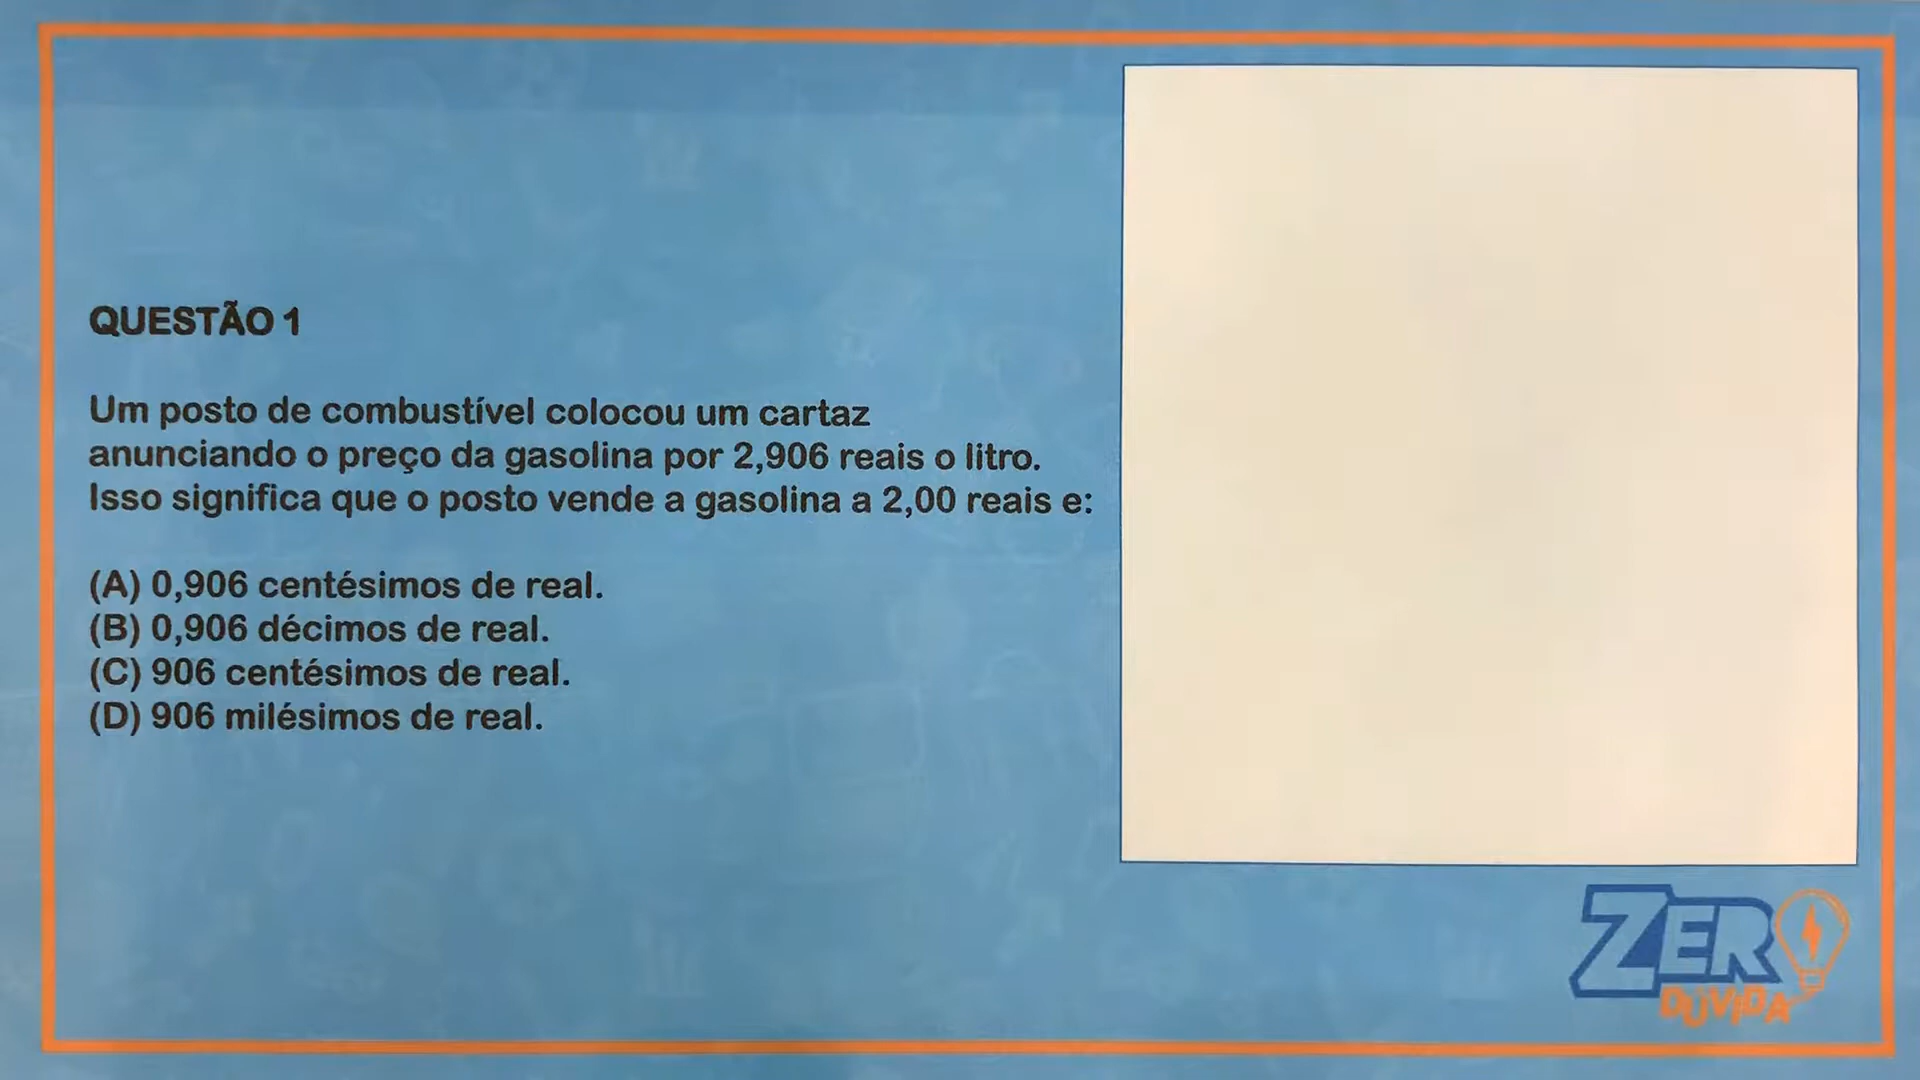 QUESTÃO 1
Um posto de combustível colocou um cartaz
anunciando o preço da gasolina por 2,906 reais o litro.
Isso significa que o posto vende a gasolina a 2,00 reais e:
(A) 0,906 centésimos de real.
(B) 0,906 décimos de real.
(C) 906 centésimos de real.
(D) 906 milésimos de real.
ZERO
DÚVIDA